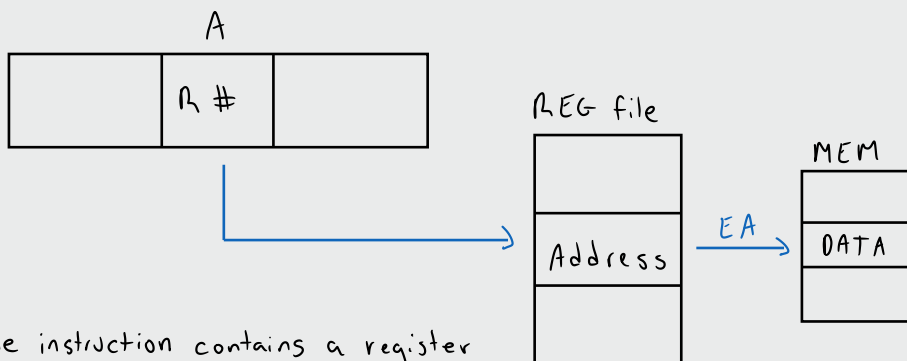 A
R #
REG file
MEM
EA
Address
DATA
instruction contains a register